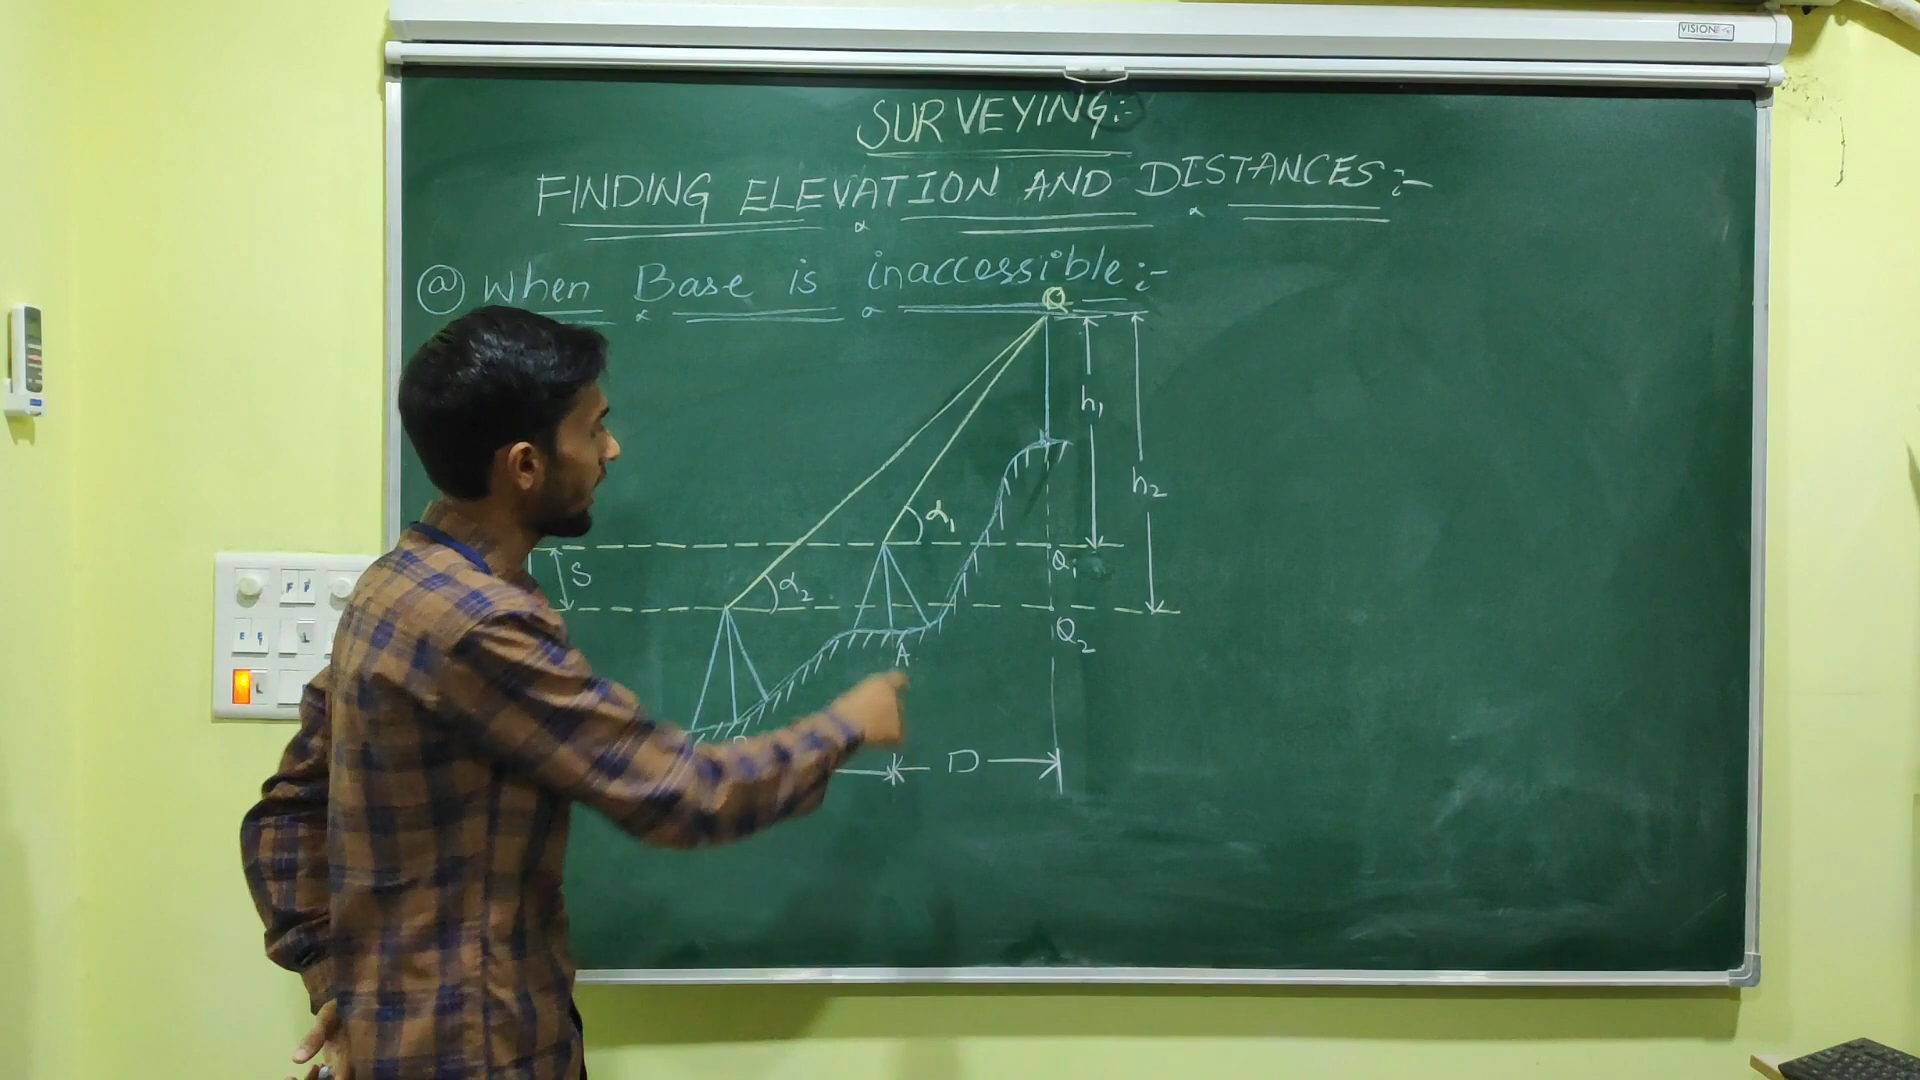 VISION
SURVEYING:-
FINDING ELEVATION AND DISTANCES:-
@ When Base is inaccessible:-
Q
h₁
h₂
α₁
S
α₂
Q₁
Q₂
A
D